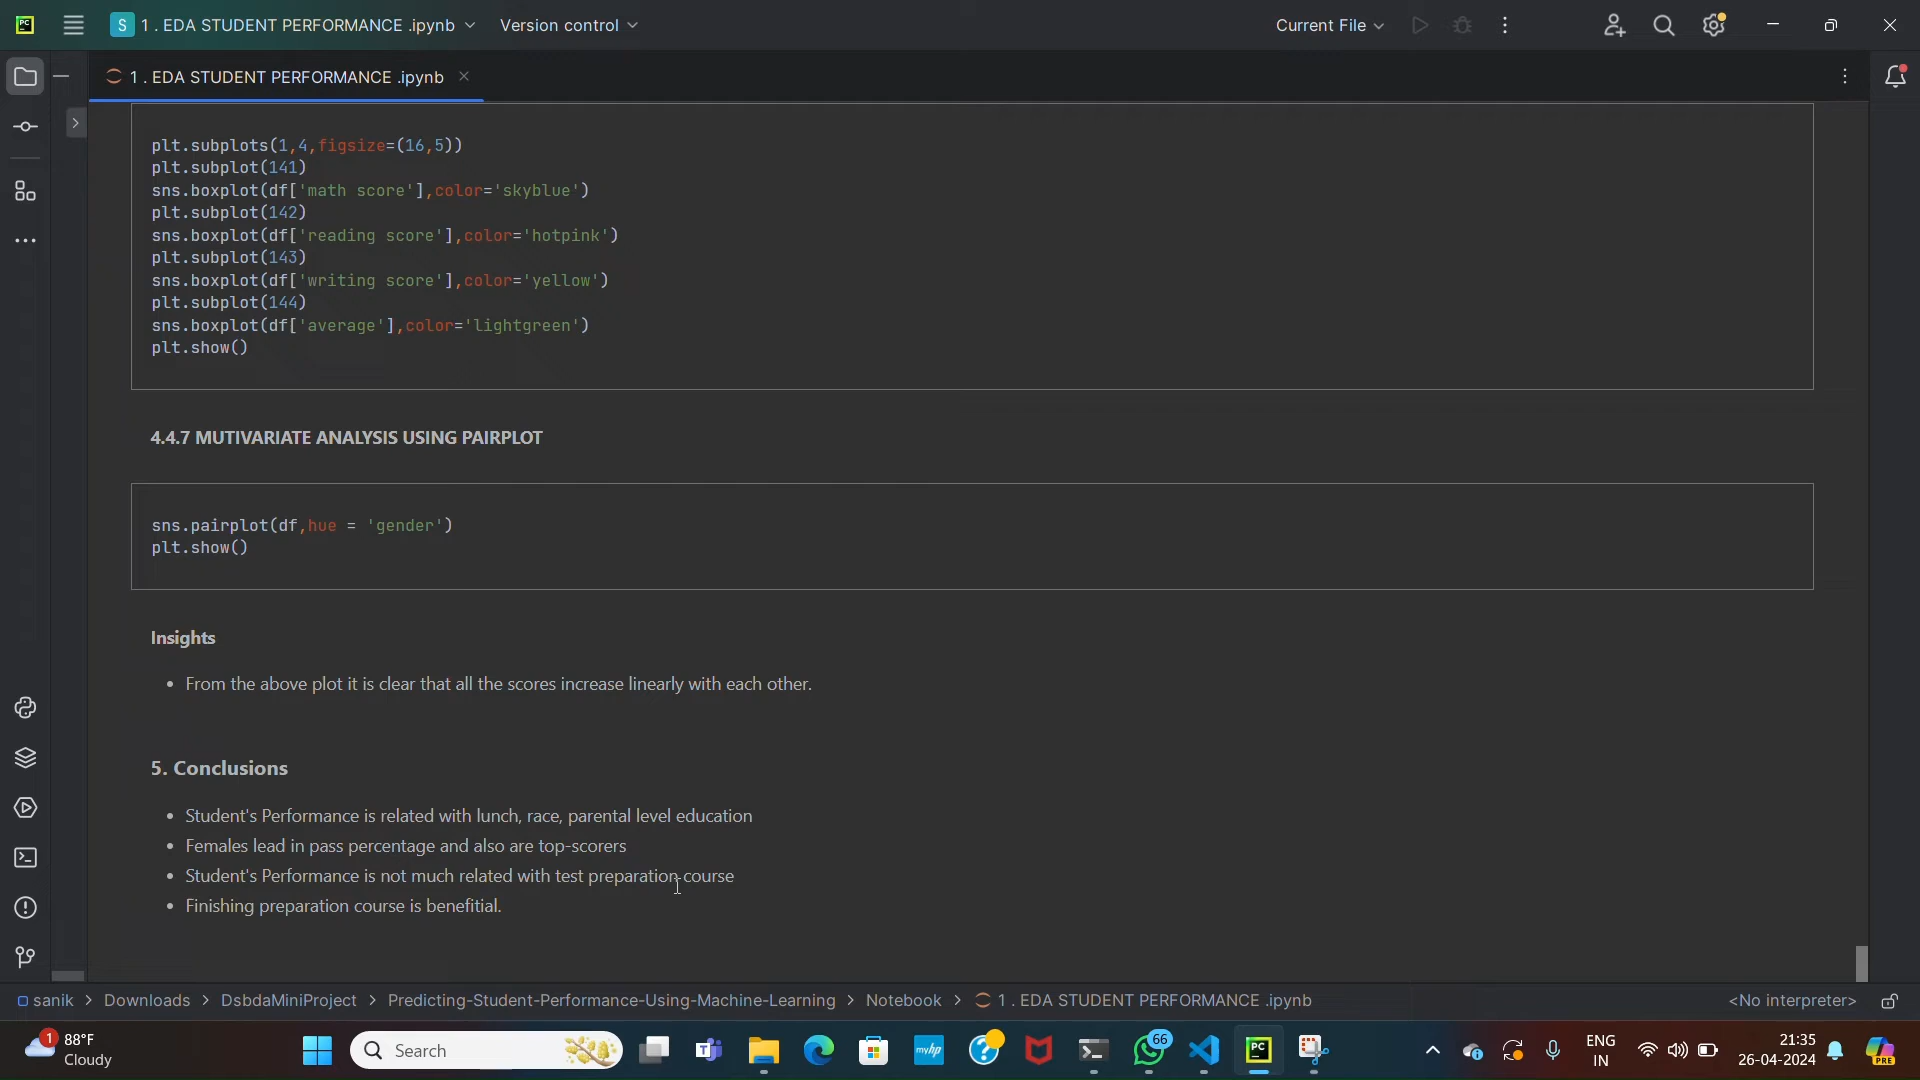 PC
S 1 . EDA STUDENT PERFORMANCE .ipynb Version control Current File
1 . EDA STUDENT PERFORMANCE .ipynb
plt.subplots(1,4,figsize=(16,5))
plt.subplot(141)
sns.boxplot(df['math score'],color='skyblue')
plt.subplot(142)
sns.boxplot(df['reading score'],color='hotpink')
plt.subplot(143)
sns.boxplot(df['writing score'],color='yellow')
plt.subplot(144)
sns.boxplot(df['average'],color='lightgreen')
plt.show()
4.4.7 MUTIVARIATE ANALYSIS USING PAIRPLOT
sns.pairplot(df,hue = 'gender')
plt.show()
Insights
• From the above plot it is clear that all the scores increase linearly with each other.
5. Conclusions
• Student's Performance is related with lunch, race, parental level education
• Females lead in pass percentage and also are top-scorers
• Student's Performance is not much related with test preparation course
• Finishing preparation course is benefitial.
sanik > Downloads > DsbdaMiniProject > Predicting-Student-Performance-Using-Machine-Learning > Notebook > 1 . EDA STUDENT PERFORMANCE .ipynb <No interpreter>
1 88°F
Cloudy
Search
myhp
66
PC
ENG
IN
21:35
26-04-2024
PRE